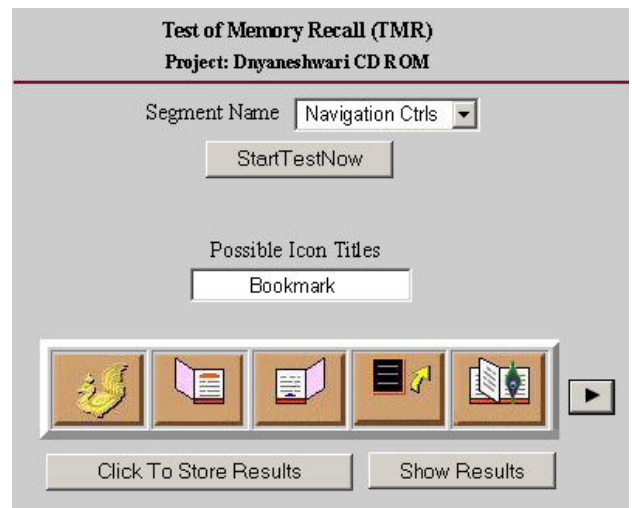 Test of Memory Recall (TMR)
Project: Dnyaneshwari CD ROM
Segment Name Navigation Ctrls
StartTestNow
Possible Icon Titles
Bookmark
Click To Store Results Show Results